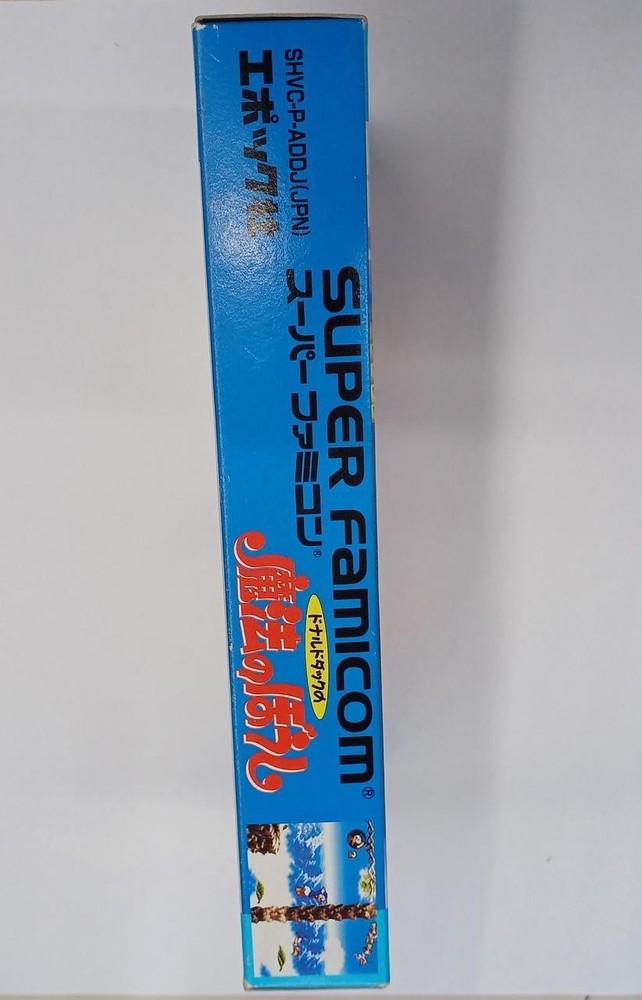 SUPER FAMICOM®
スーパーファミコン®
ドナルドダックの
魔法のぼうし
SHVC-P-ADDJ(JPN)
エポック社